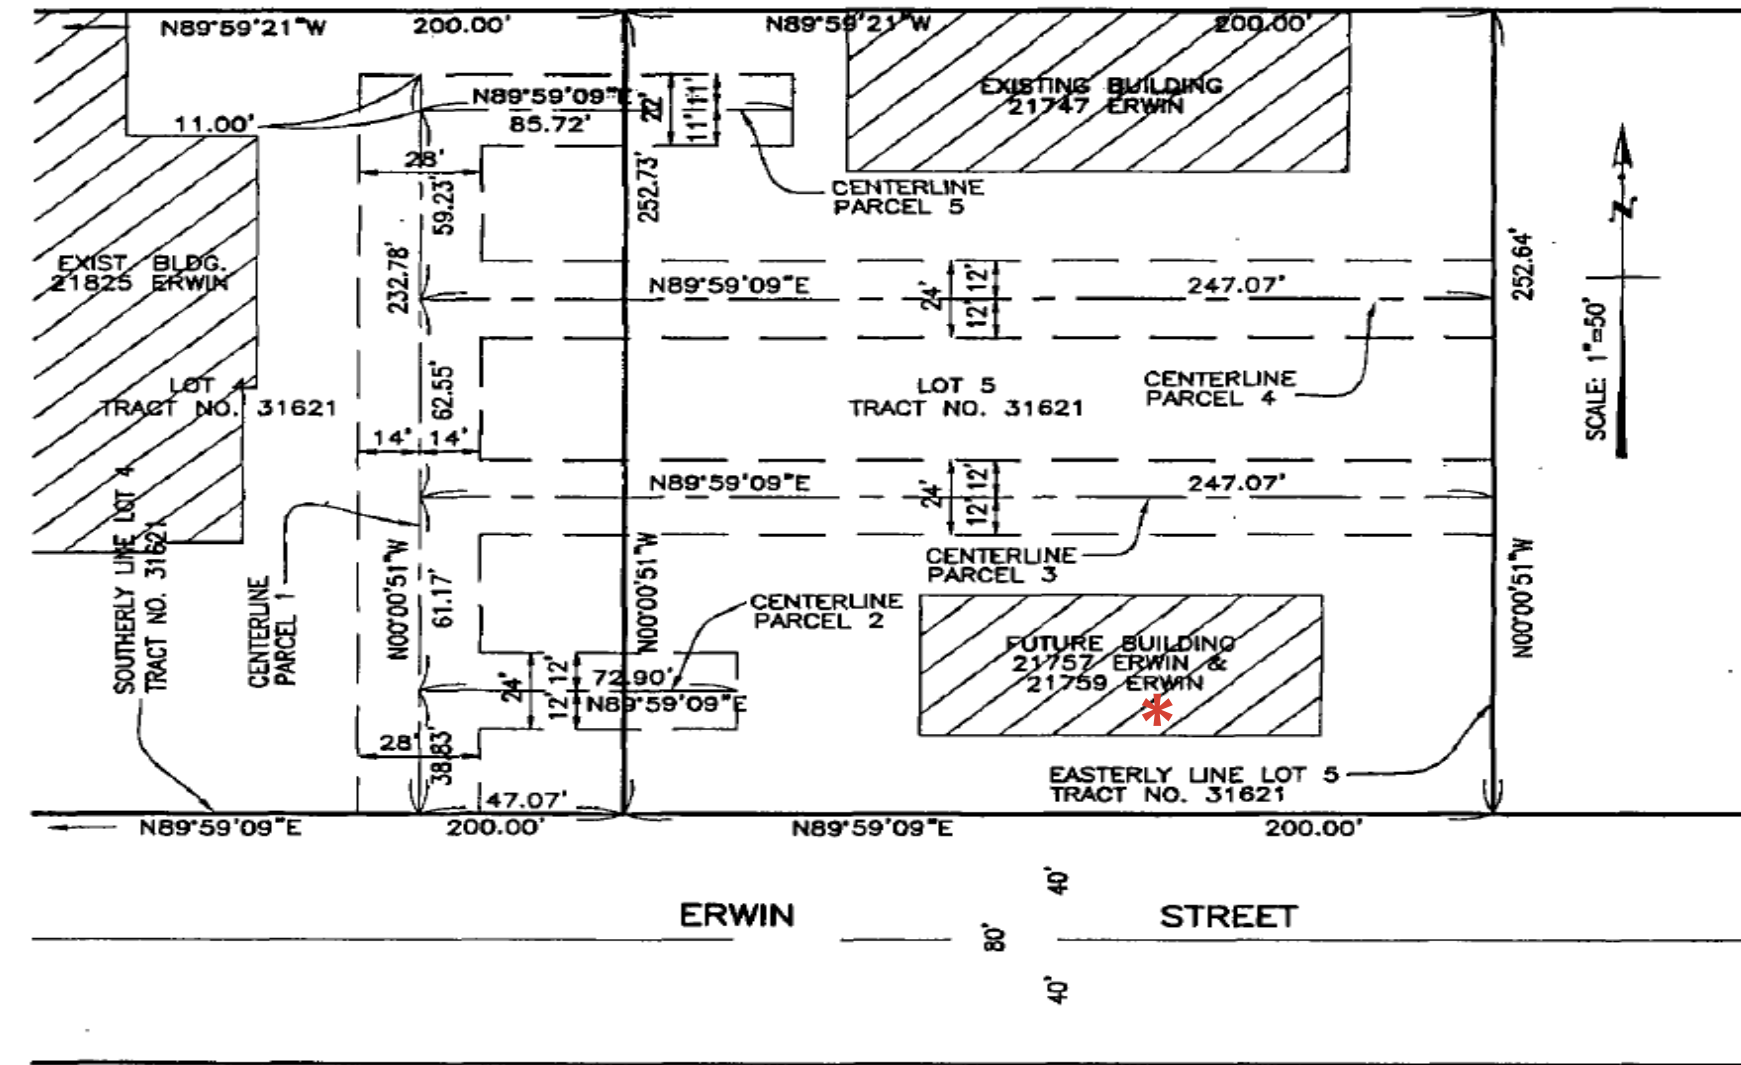 N89°59'21"W
200.00'
N89°59'21"W
200.00'
N89°59'09"E
85.72'
22'
11'
11'
11.00'
EXISTING BUILDING
21747 ERWIN
28'
59.23'
252.73'
CENTERLINE
PARCEL 5
EXIST. BLDG.
21825 ERWIN
232.78'
N89°59'09"E
24'
12'
12'
247.07'
252.64'
N
SCALE: 1"=50'
LOT 4
TRACT NO. 31621
62.55'
LOT 5
TRACT NO. 31621
CENTERLINE
PARCEL 4
14'
14'
N89°59'09"E
24'
12'
12'
247.07'
SOUTHERLY LINE LOT 4
TRACT NO. 31621
CENTERLINE
PARCEL 1
N00°00'51"W
61.17'
N00°00'51"W
CENTERLINE
PARCEL 3
CENTERLINE
PARCEL 2
N00°00'51"W
FUTURE BUILDING
21757 ERWIN &
21759 ERWIN
*
24'
12'
12'
72.90'
N89°59'09"E
28'
38.83'
EASTERLY LINE LOT 5
TRACT NO. 31621
47.07'
N89°59'09"E
200.00'
N89°59'09"E
200.00'
40'
ERWIN STREET
80'
40'